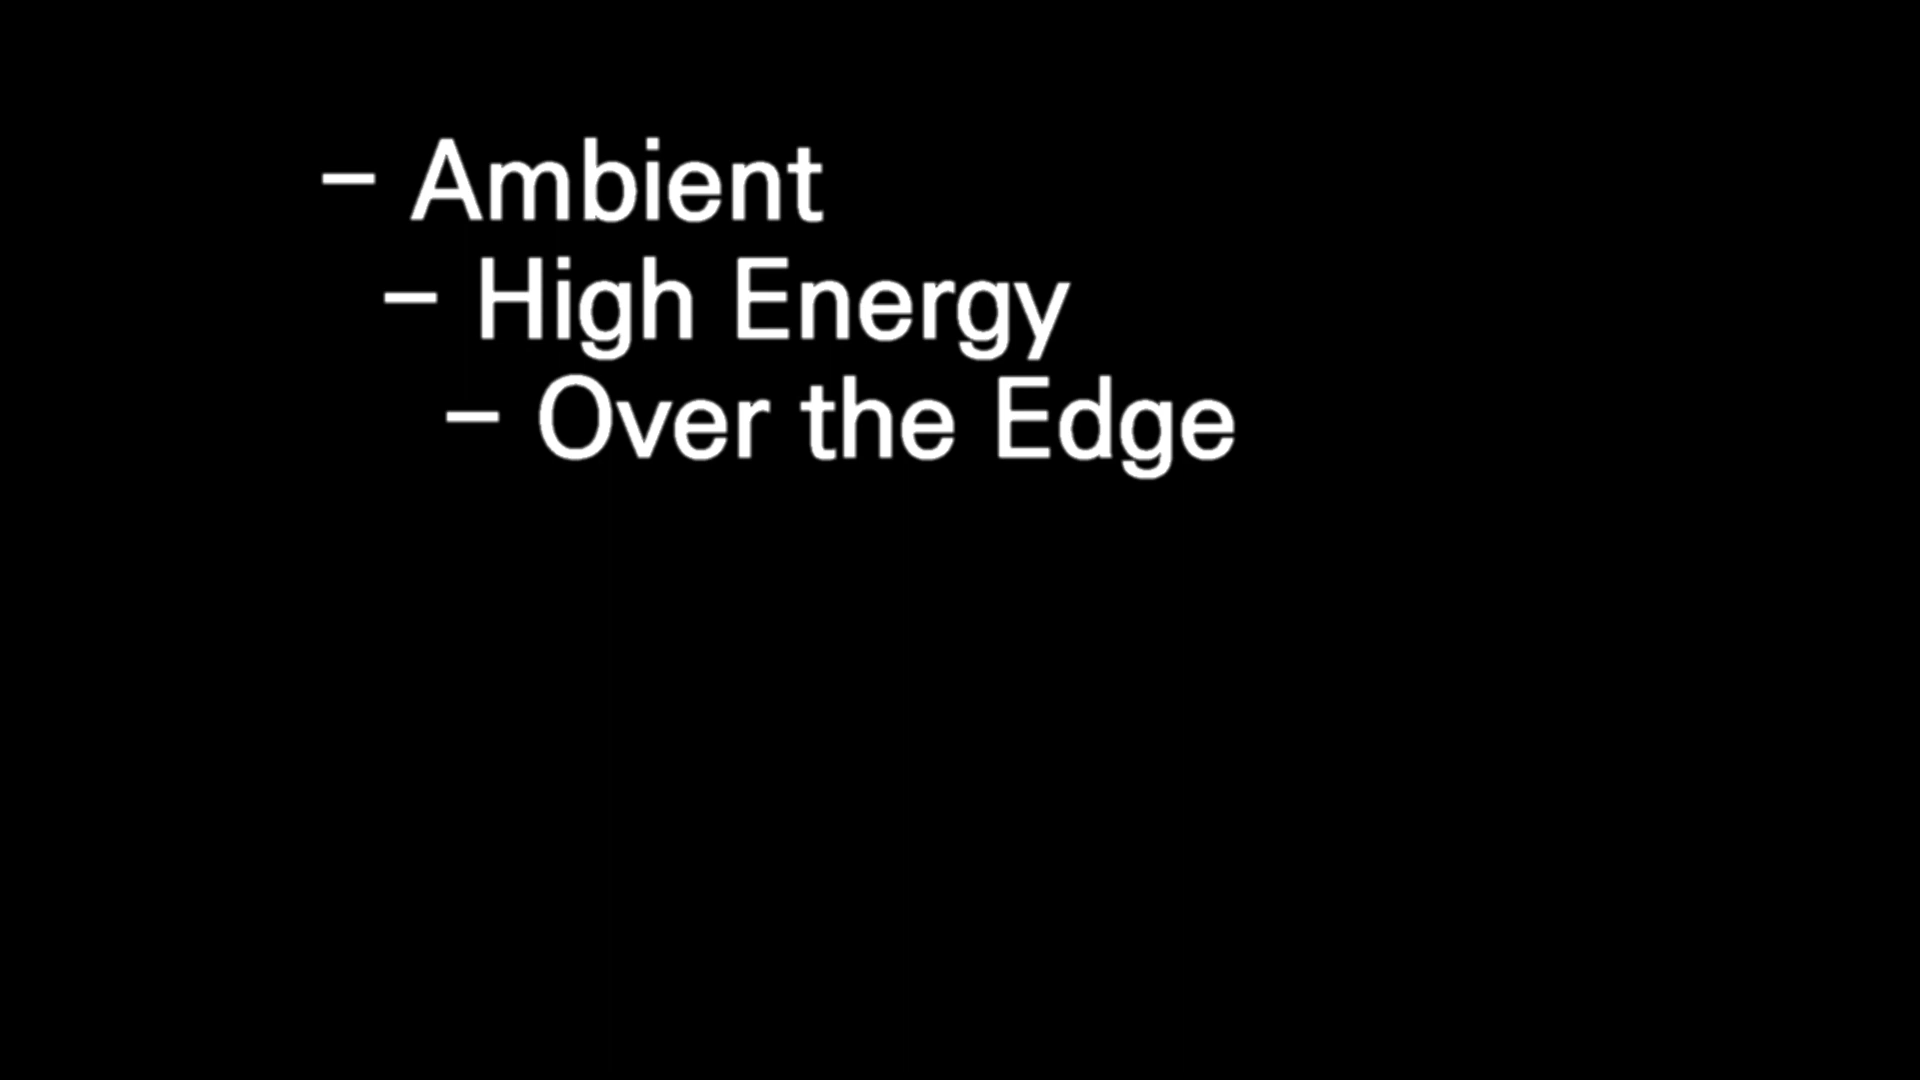 – Ambient
– High Energy
– Over the Edge